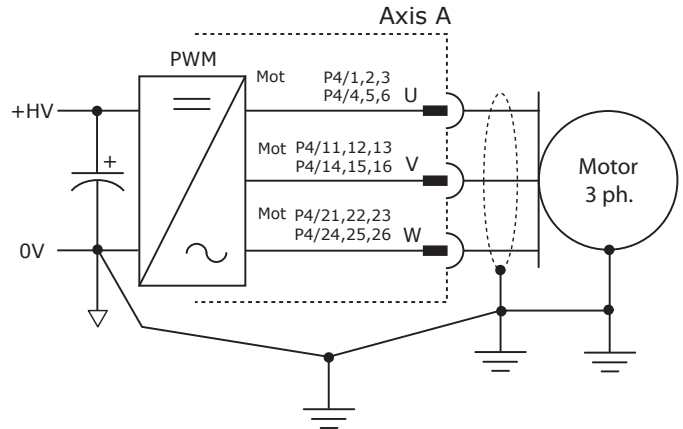 Axis A
PWM
Mot P4/1,2,3
P4/4,5,6 U
+HV
Mot P4/11,12,13
P4/14,15,16 V
+
Motor
3 ph.
Mot P4/21,22,23
P4/24,25,26 W
0V